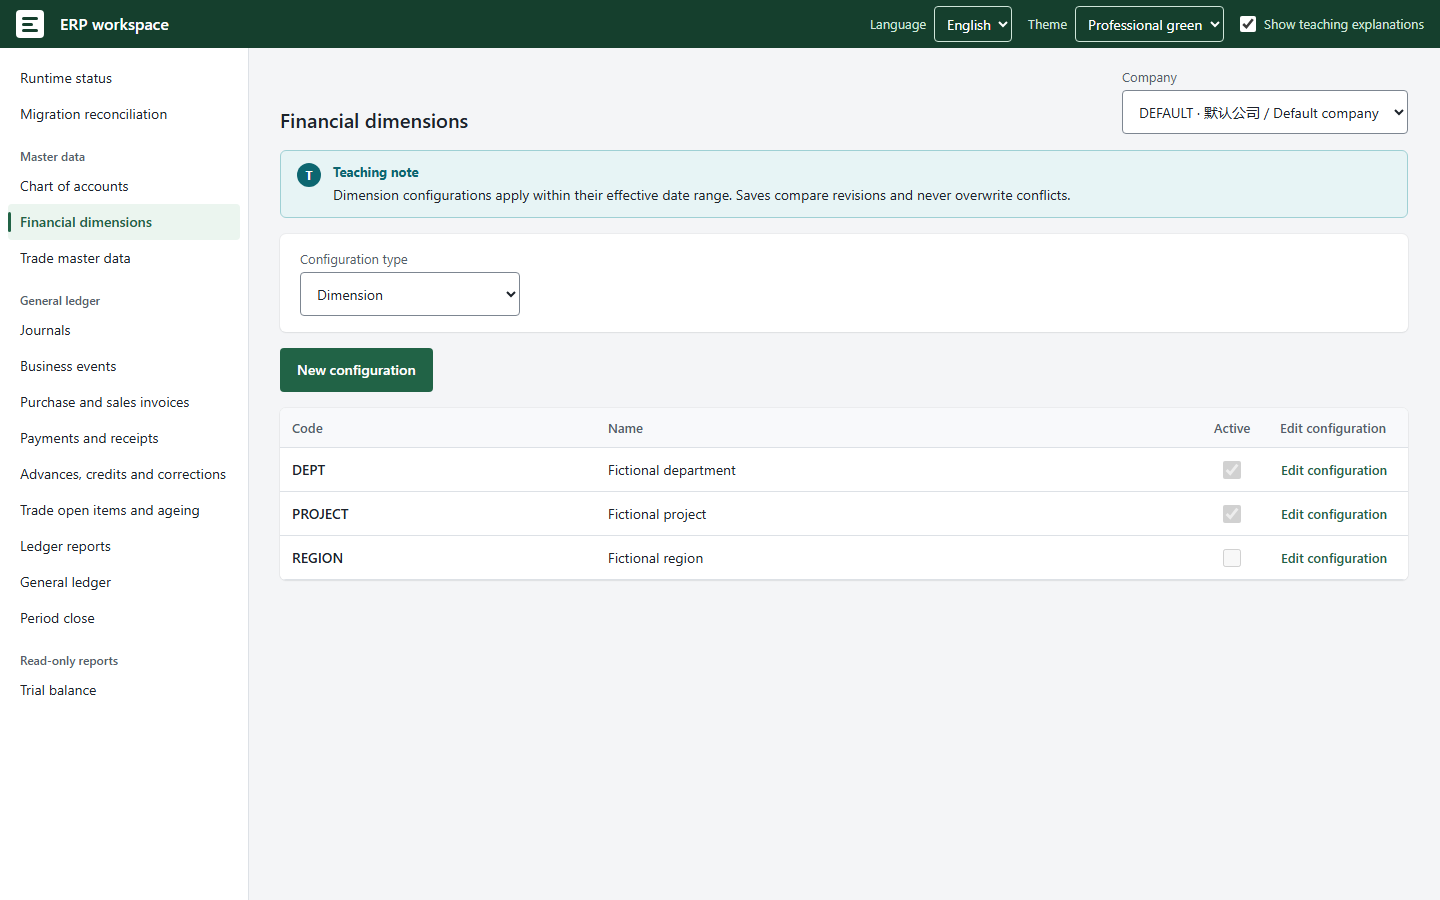 ERP workspace
Language English Theme Professional green Show teaching explanations
Runtime status
Migration reconciliation
Master data
Chart of accounts
Financial dimensions
Trade master data
General ledger
Journals
Business events
Purchase and sales invoices
Payments and receipts
Advances, credits and corrections
Trade open items and ageing
Ledger reports
General ledger
Period close
Read-only reports
Trial balance
Company
DEFAULT · 默认公司 / Default company
Financial dimensions
T
Teaching note
Dimension configurations apply within their effective date range. Saves compare revisions and never overwrite conflicts.
Configuration type
Dimension
New configuration
Code Name Active Edit configuration
DEPT Fictional department Edit configuration
PROJECT Fictional project Edit configuration
REGION Fictional region Edit configuration